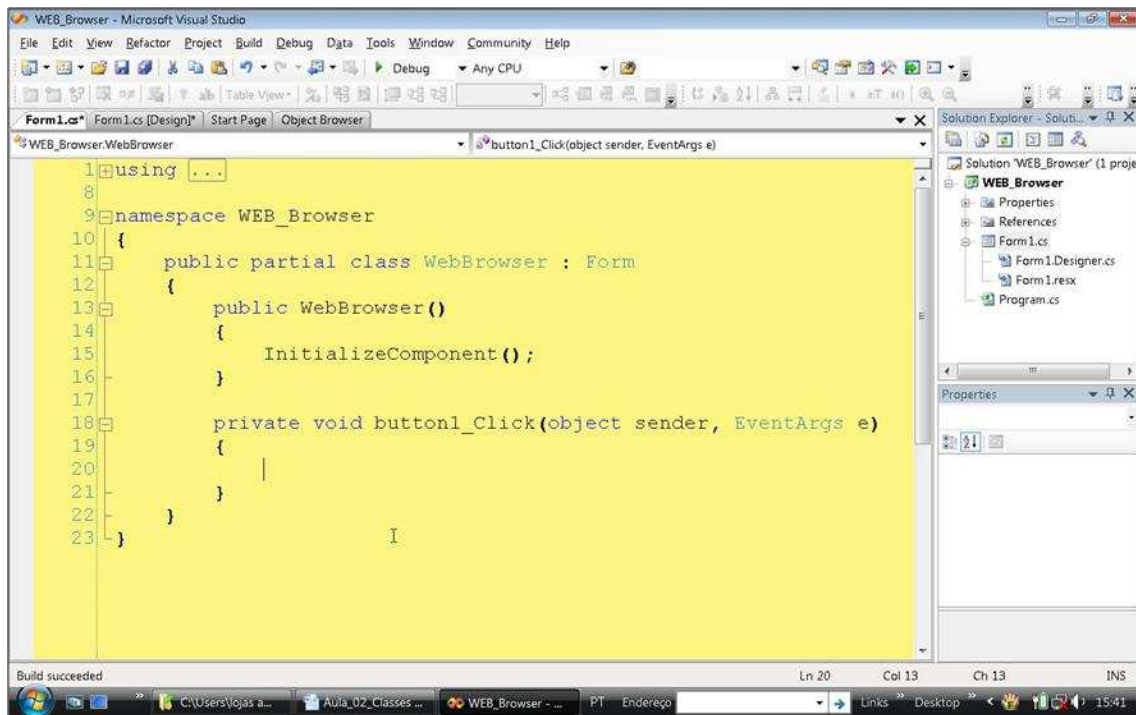 WEB_Browser - Microsoft Visual Studio
File Edit View Refactor Project Build Debug Data Tools Window Community Help
Debug Any CPU
Table View
Form1.cs* Form1.cs [Design]* Start Page Object Browser
Solution Explorer - Soluti...
WEB_Browser.WebBrowser
button1_Click(object sender, EventArgs e)
Solution 'WEB_Browser' (1 proje
WEB_Browser
Properties
References
Form1.cs
Form1.Designer.cs
Form1.resx
Program.cs
Properties
1 using ...
8
9 namespace WEB_Browser
10 {
11 public partial class WebBrowser : Form
12 {
13 public WebBrowser()
14 {
15 InitializeComponent();
16 }
17
18 private void button1_Click(object sender, EventArgs e)
19 {
20
21 }
22 }
23 }
Build succeeded
Ln 20 Col 13 Ch 13 INS
C:\Users\lojas a... Aula_02_Classes ... WEB_Browser - ... PT Endereço Links Desktop 15:41